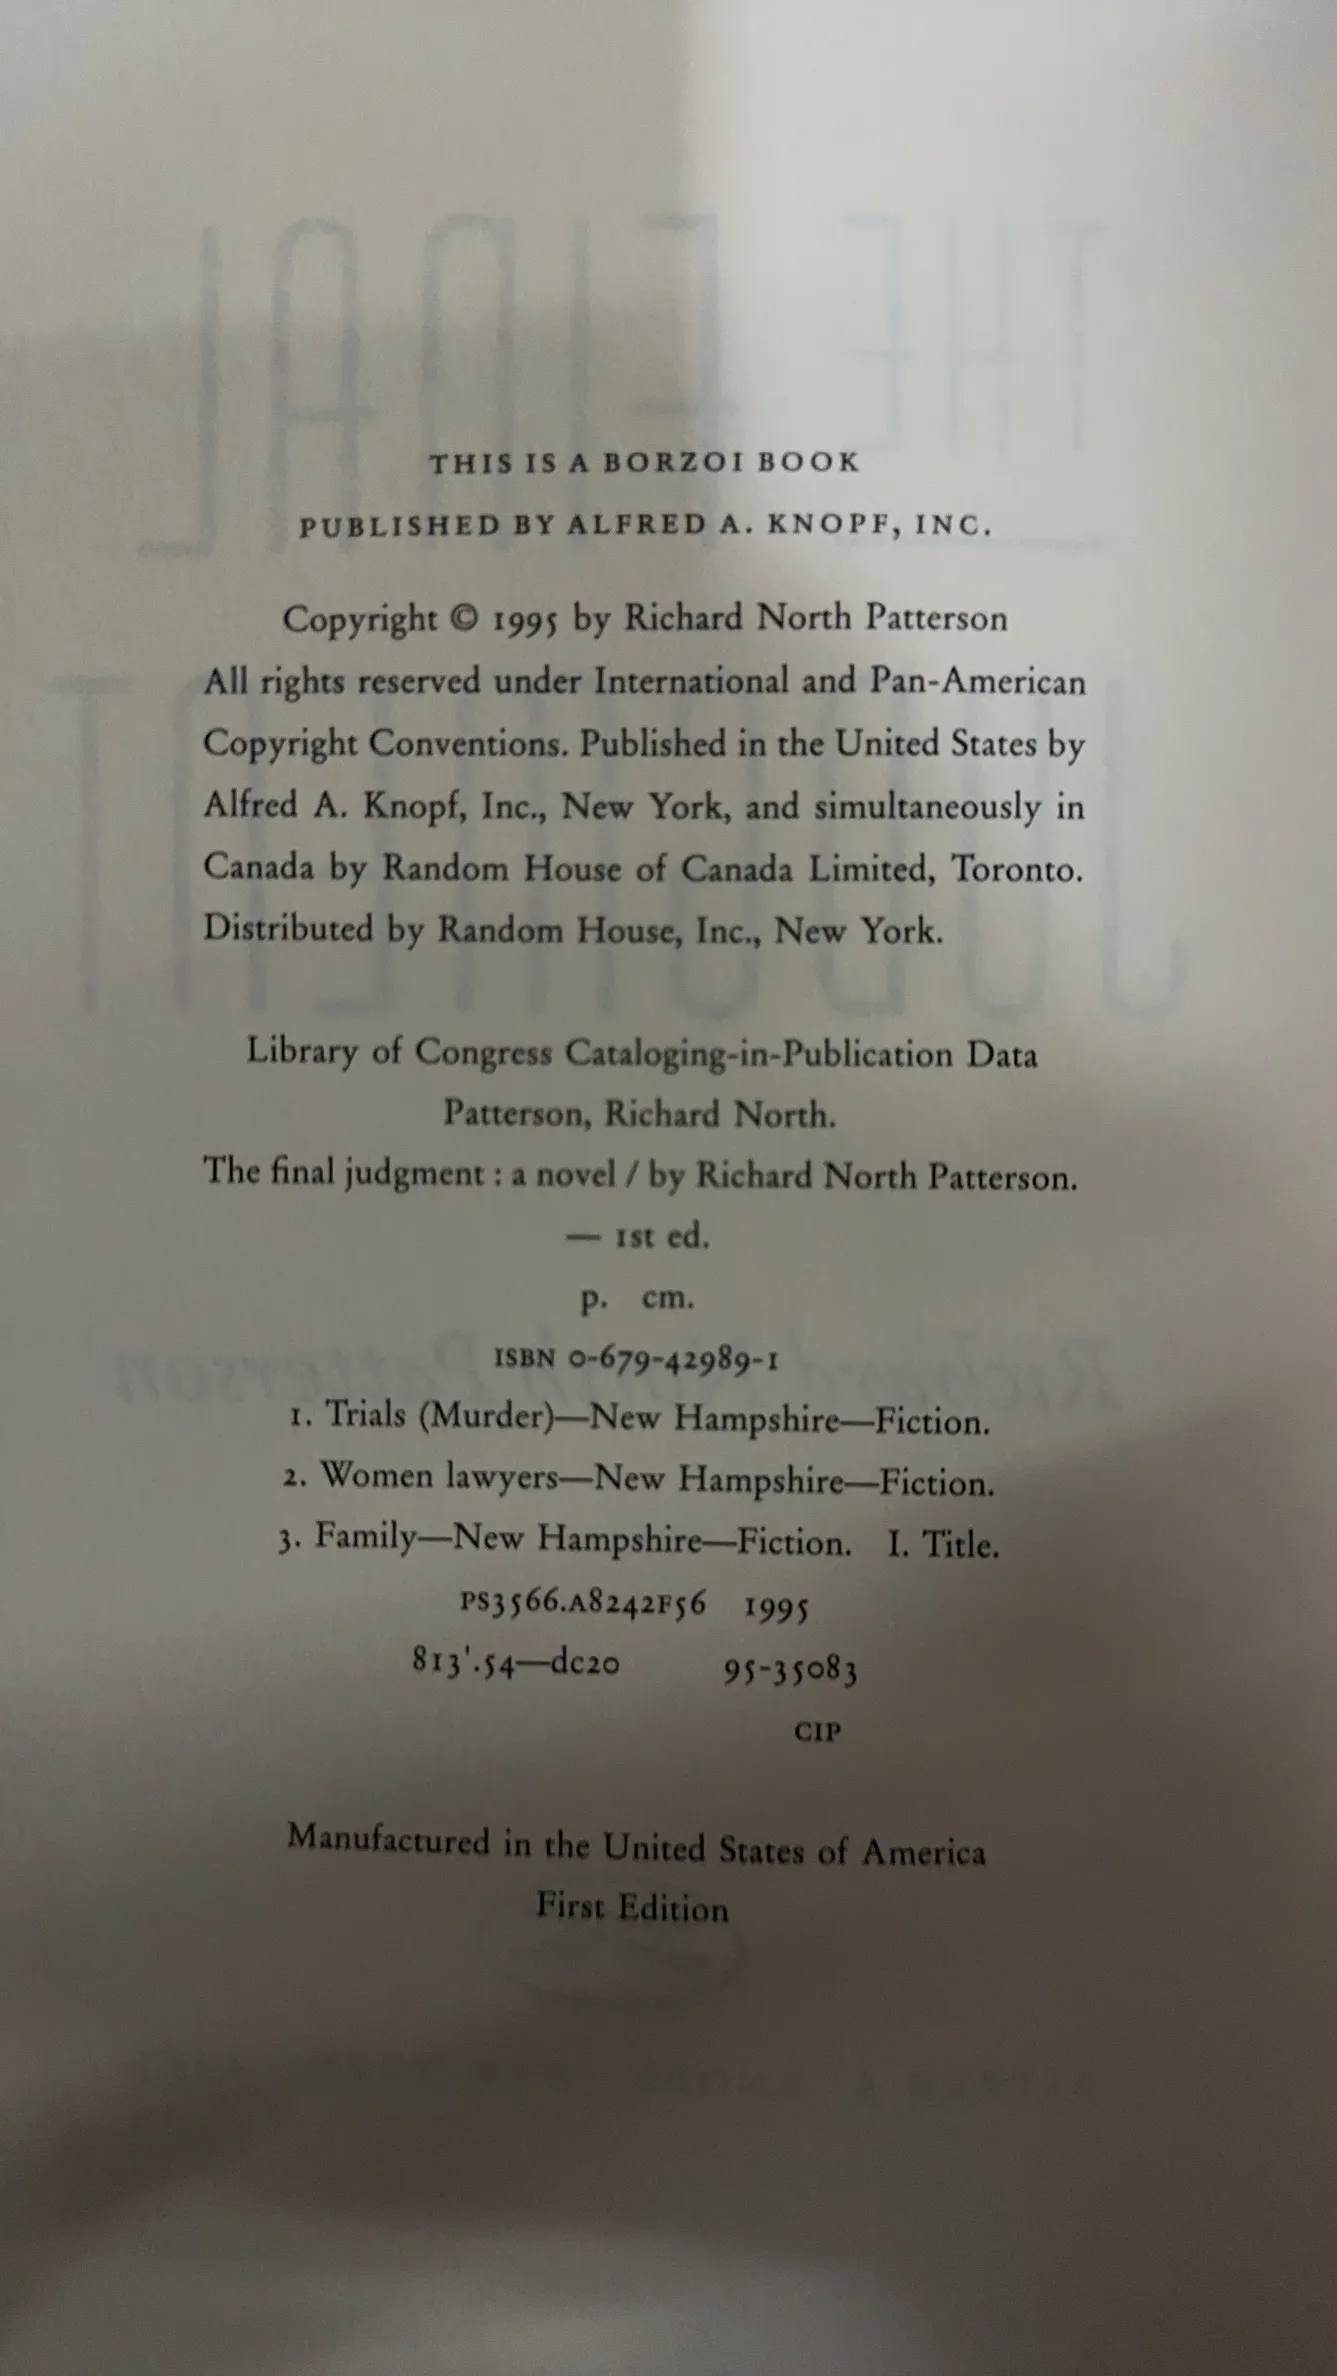 THIS IS A BORZOI BOOK
PUBLISHED BY ALFRED A. KNOPF, INC.
Copyright © 1995 by Richard North Patterson
All rights reserved under International and Pan-American
Copyright Conventions. Published in the United States by
Alfred A. Knopf, Inc., New York, and simultaneously in
Canada by Random House of Canada Limited, Toronto.
Distributed by Random House, Inc., New York.
Library of Congress Cataloging-in-Publication Data
Patterson, Richard North.
The final judgment : a novel / by Richard North Patterson.
— 1st ed.
p. cm.
ISBN 0-679-42989-1
1. Trials (Murder)—New Hampshire—Fiction.
2. Women lawyers—New Hampshire—Fiction.
3. Family—New Hampshire—Fiction. I. Title.
PS3566.A8242F56 1995
813'.54—dc20 95-35083
CIP
Manufactured in the United States of America
First Edition